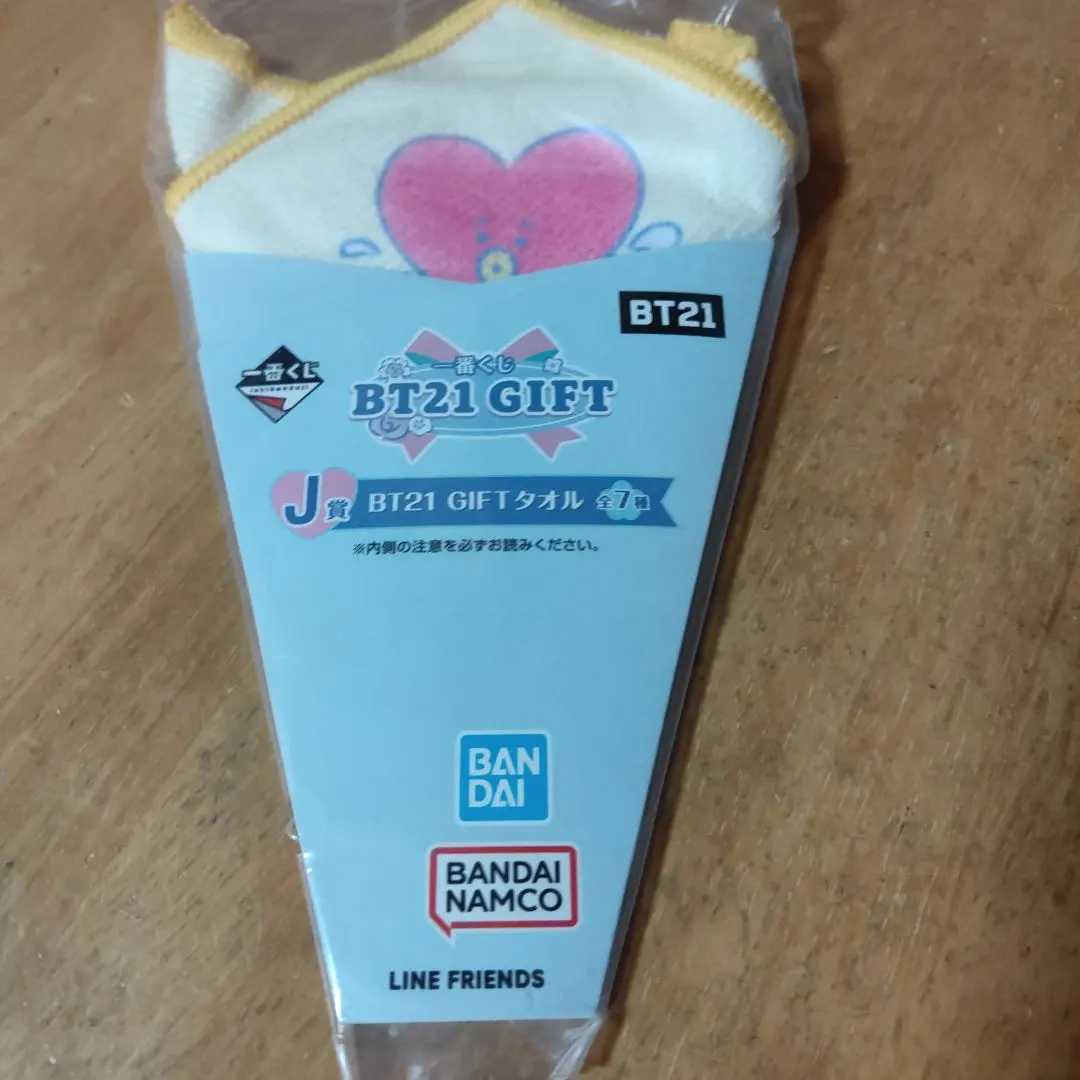 BT21
一番くじ
ichibankuji
一番くじ
BT21 GIFT
J賞 BT21 GIFTタオル 全7種
※内側の注意を必ずお読みください。
BAN
DAI
BANDAI
NAMCO
LINE FRIENDS